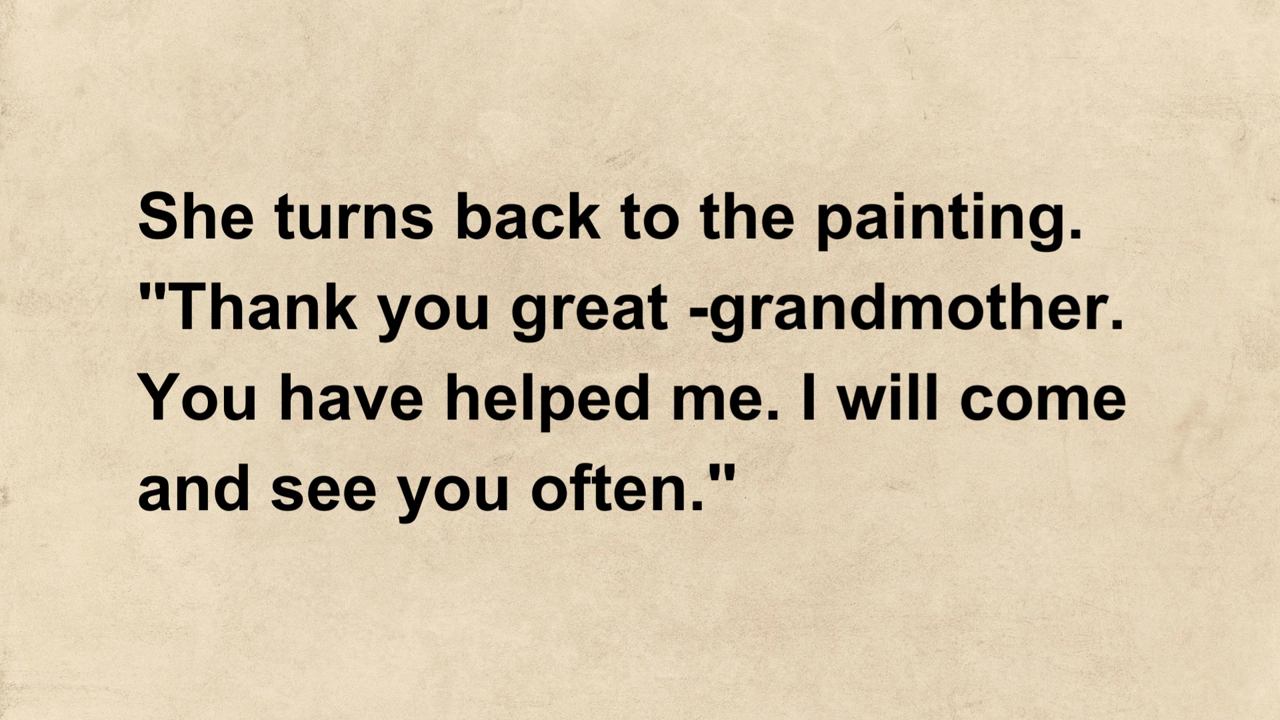 She turns back to the painting.
"Thank you great -grandmother.
You have helped me. I will come
and see you often."